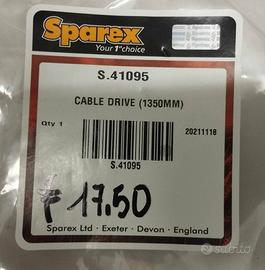 Sparex
Your 1st choice
S.41095
CABLE DRIVE (1350MM)
Qty 1
20211118
S.41095
₣ 17.50
Sparex Ltd · Exeter · Devon · England
subito